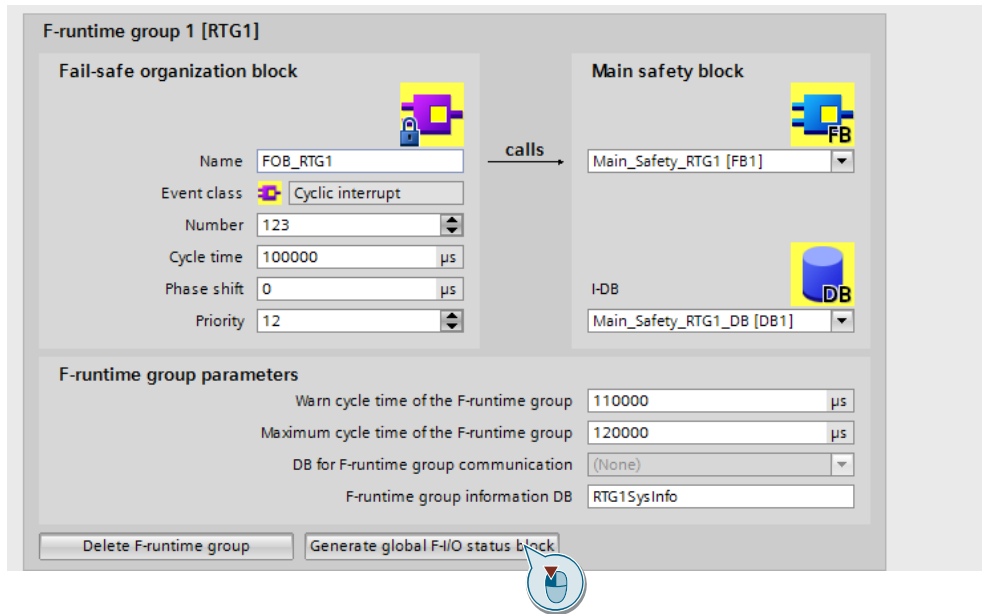 F-runtime group 1 [RTG1]
Fail-safe organization block
Main safety block
FB
calls
Name FOB_RTG1
Main_Safety_RTG1 [FB1]
Event class Cyclic interrupt
Number 123
Cycle time 100000 µs
Phase shift 0 µs
I-DB
DB
Priority 12
Main_Safety_RTG1_DB [DB1]
F-runtime group parameters
Warn cycle time of the F-runtime group 110000 µs
Maximum cycle time of the F-runtime group 120000 µs
DB for F-runtime group communication (None)
F-runtime group information DB RTG1SysInfo
Delete F-runtime group
Generate global F-I/O status block